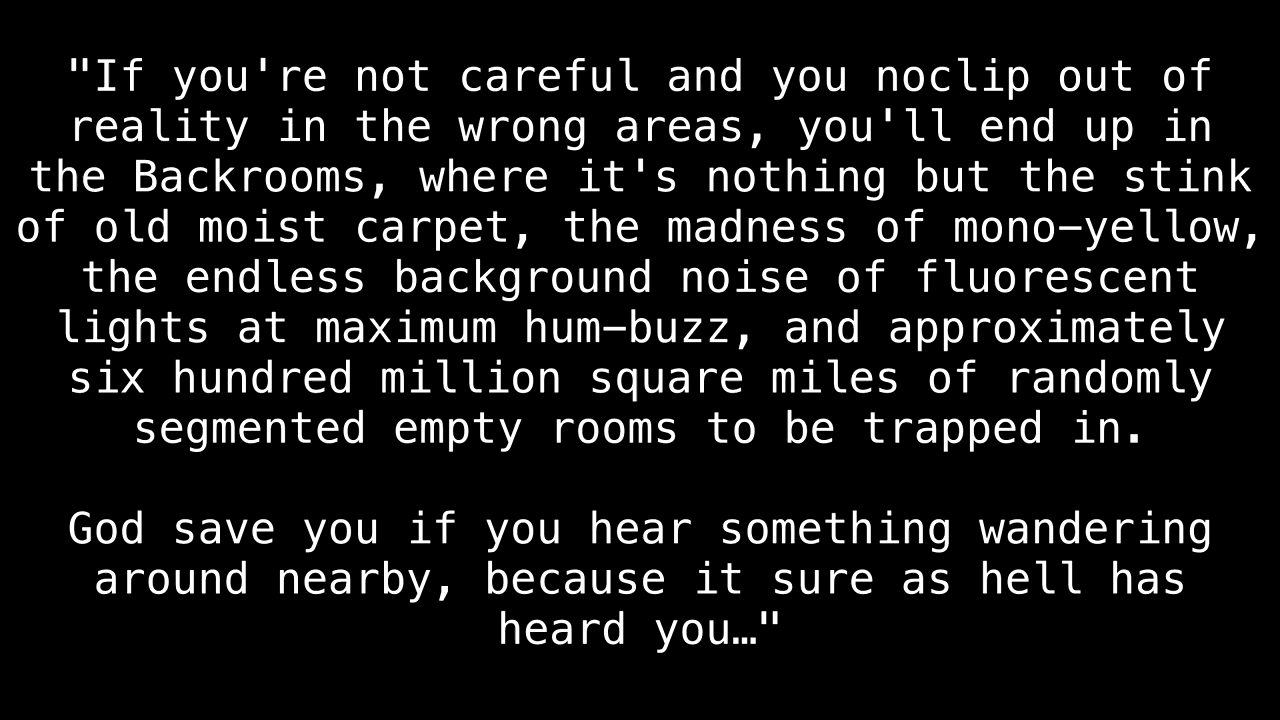 "If you're not careful and you noclip out of
reality in the wrong areas, you'll end up in
the Backrooms, where it's nothing but the stink
of old moist carpet, the madness of mono-yellow,
the endless background noise of fluorescent
lights at maximum hum-buzz, and approximately
six hundred million square miles of randomly
segmented empty rooms to be trapped in.
God save you if you hear something wandering
around nearby, because it sure as hell has
heard you…"